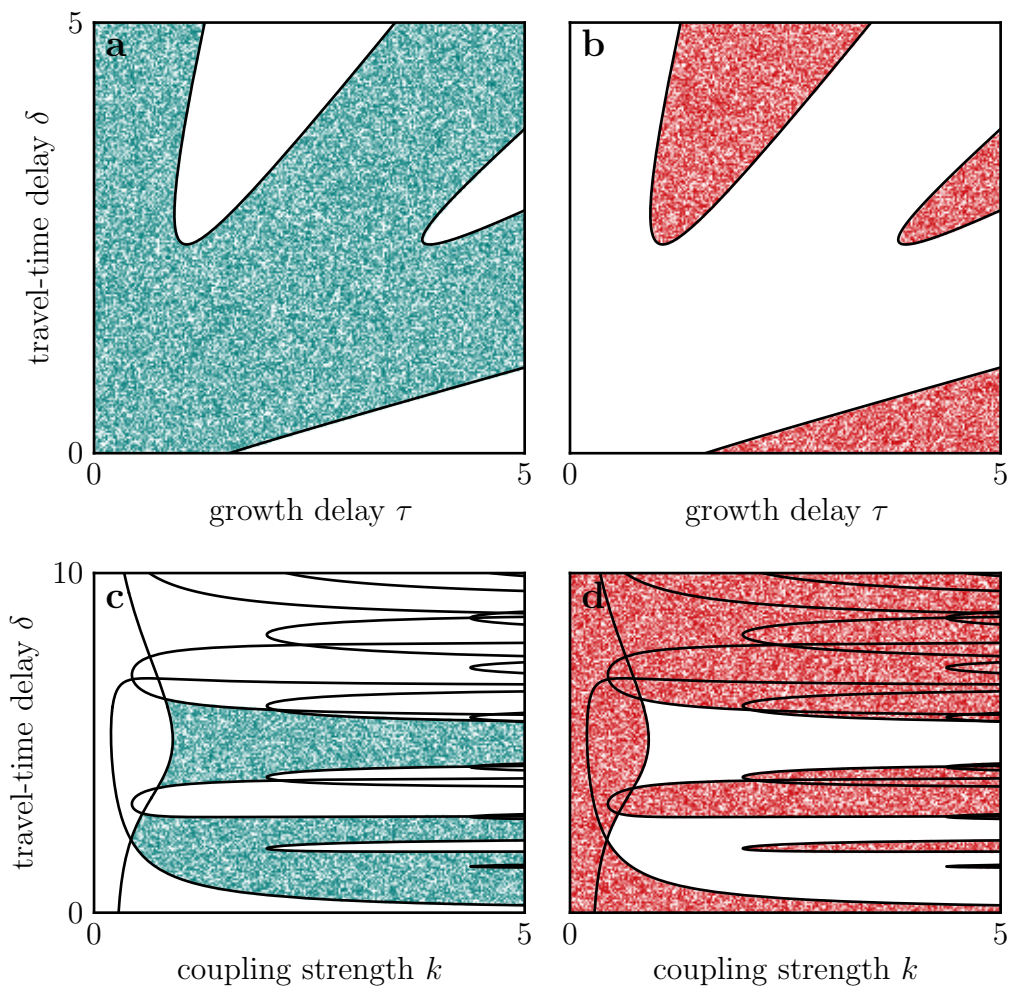 a
b
5
travel-time delay δ
0
0
5
0
5
growth delay τ
growth delay τ
c
d
10
travel-time delay δ
0
0
5
0
5
coupling strength k
coupling strength k